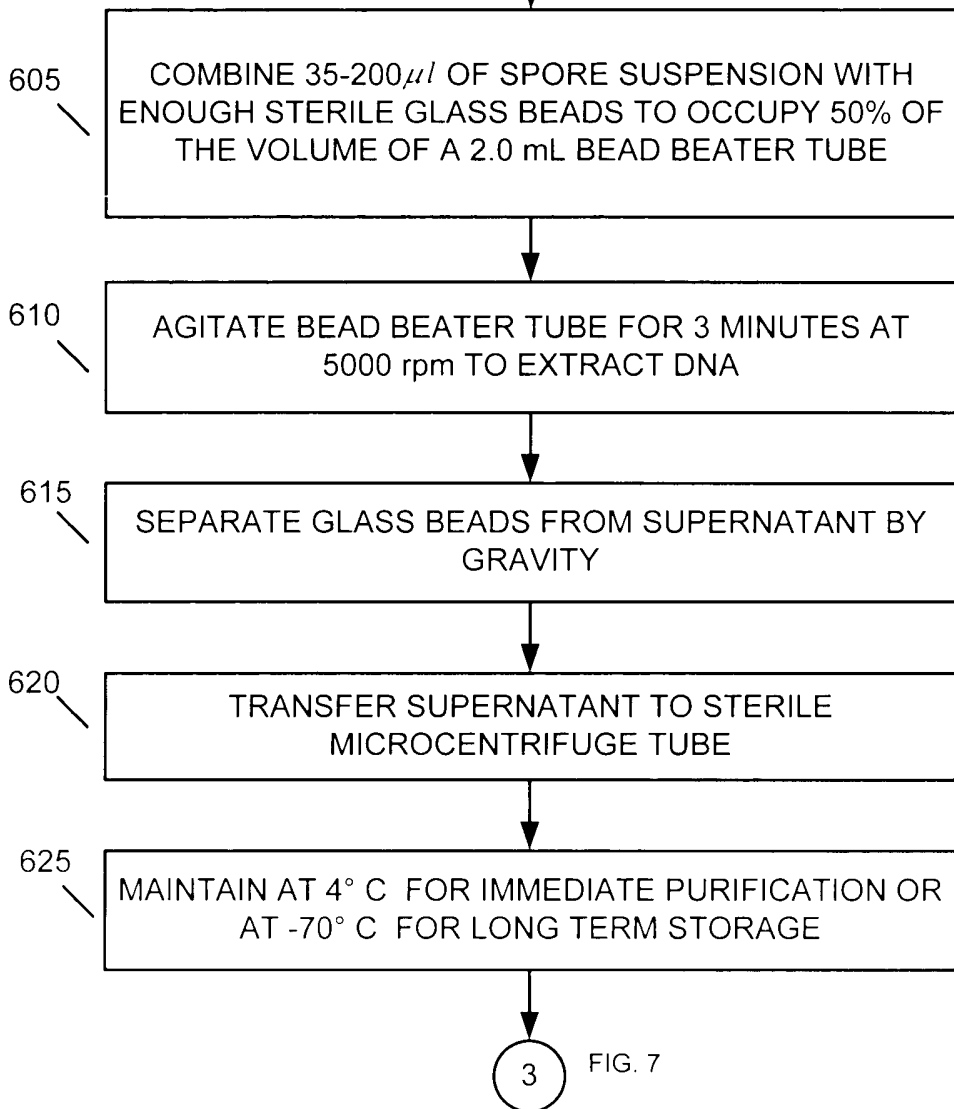 605
COMBINE 35-200µl OF SPORE SUSPENSION WITH
ENOUGH STERILE GLASS BEADS TO OCCUPY 50% OF
THE VOLUME OF A 2.0 mL BEAD BEATER TUBE
610
AGITATE BEAD BEATER TUBE FOR 3 MINUTES AT
5000 rpm TO EXTRACT DNA
615
SEPARATE GLASS BEADS FROM SUPERNATANT BY
GRAVITY
620
TRANSFER SUPERNATANT TO STERILE
MICROCENTRIFUGE TUBE
625
MAINTAIN AT 4° C FOR IMMEDIATE PURIFICATION OR
AT -70° C FOR LONG TERM STORAGE
3
FIG. 7